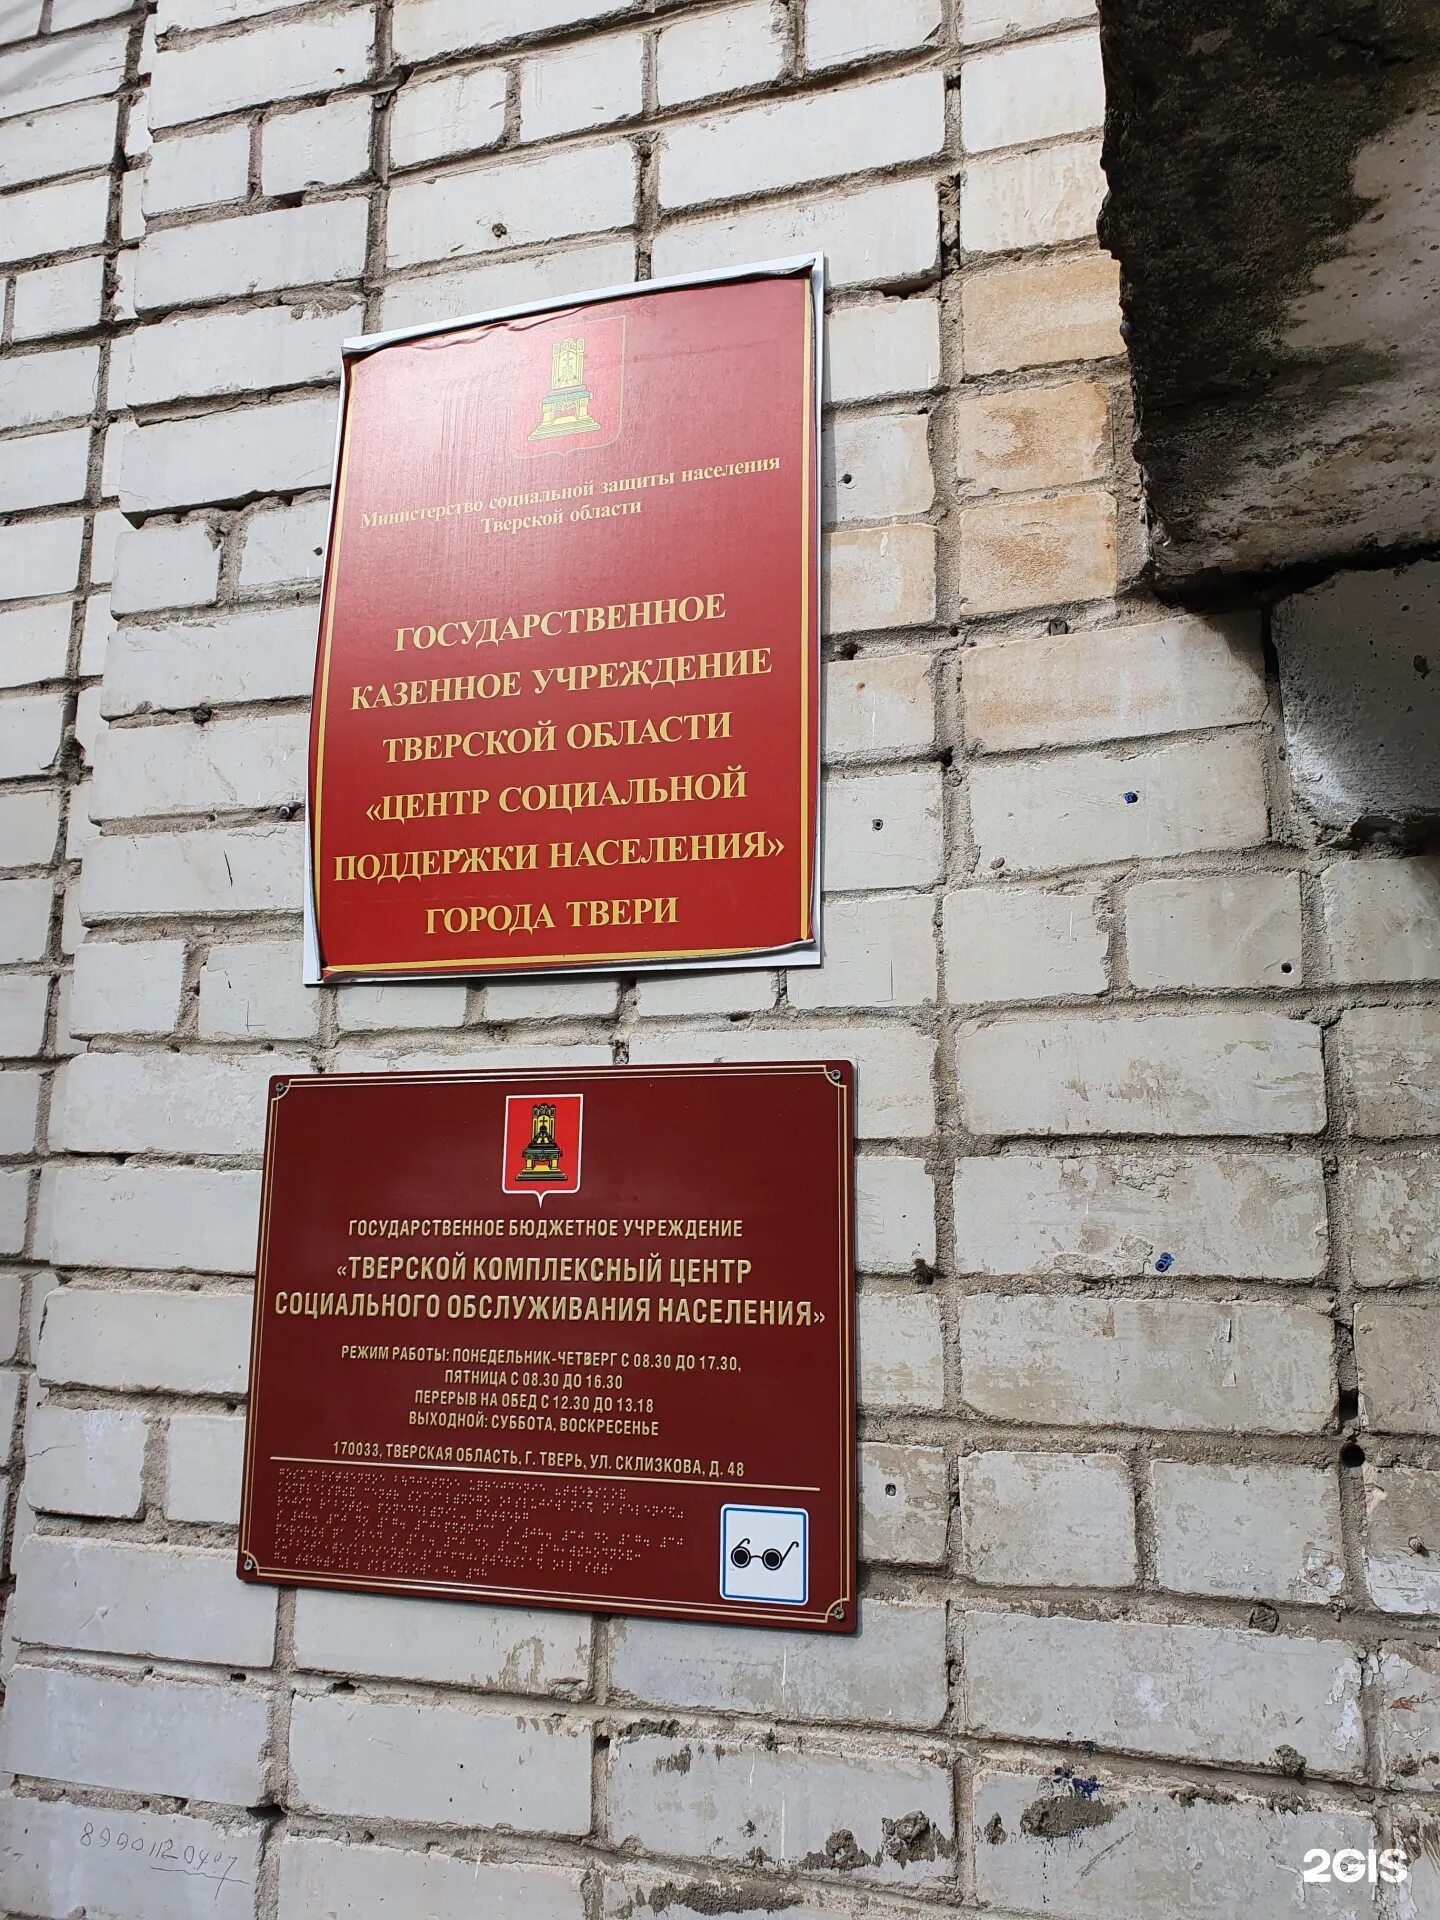 Министерство социальной защиты населения
Тверской области
ГОСУДАРСТВЕННОЕ
КАЗЕННОЕ УЧРЕЖДЕНИЕ
ТВЕРСКОЙ ОБЛАСТИ
«ЦЕНТР СОЦИАЛЬНОЙ
ПОДДЕРЖКИ НАСЕЛЕНИЯ»
ГОРОДА ТВЕРИ
ГОСУДАРСТВЕННОЕ БЮДЖЕТНОЕ УЧРЕЖДЕНИЕ
«ТВЕРСКОЙ КОМПЛЕКСНЫЙ ЦЕНТР
СОЦИАЛЬНОГО ОБСЛУЖИВАНИЯ НАСЕЛЕНИЯ»
РЕЖИМ РАБОТЫ: ПОНЕДЕЛЬНИК-ЧЕТВЕРГ С 08.30 ДО 17.30,
ПЯТНИЦА С 08.30 ДО 16.30
ПЕРЕРЫВ НА ОБЕД С 12.30 ДО 13.18
ВЫХОДНОЙ: СУББОТА, ВОСКРЕСЕНЬЕ
170033, ТВЕРСКАЯ ОБЛАСТЬ, Г. ТВЕРЬ, УЛ. СКЛИЗКОВА, Д. 48
2GIS